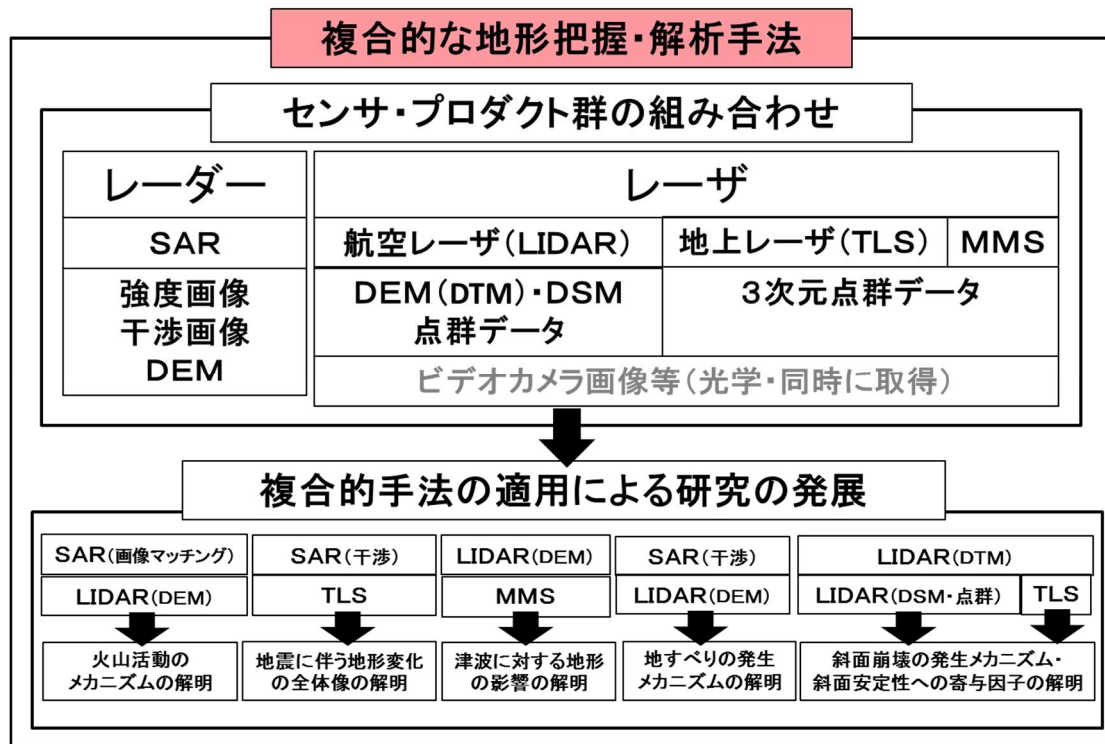 複合的な地形把握・解析手法
センサ・プロダクト群の組み合わせ
レーダー
レーザ
SAR
航空レーザ(LIDAR)
地上レーザ(TLS)
MMS
強度画像
干渉画像
DEM
DEM(DTM)・DSM
点群データ
3次元点群データ
ビデオカメラ画像等(光学・同時に取得)
複合的手法の適用による研究の発展
SAR(画像マッチング)
LIDAR(DEM)
火山活動の
メカニズムの解明
SAR(干渉)
TLS
地震に伴う地形変化
の全体像の解明
LIDAR(DEM)
MMS
津波に対する地形
の影響の解明
SAR(干渉)
LIDAR(DEM)
地すべりの発生
メカニズムの解明
LIDAR(DTM)
LIDAR(DSM・点群)
TLS
斜面崩壊の発生メカニズム・
斜面安定性への寄与因子の解明